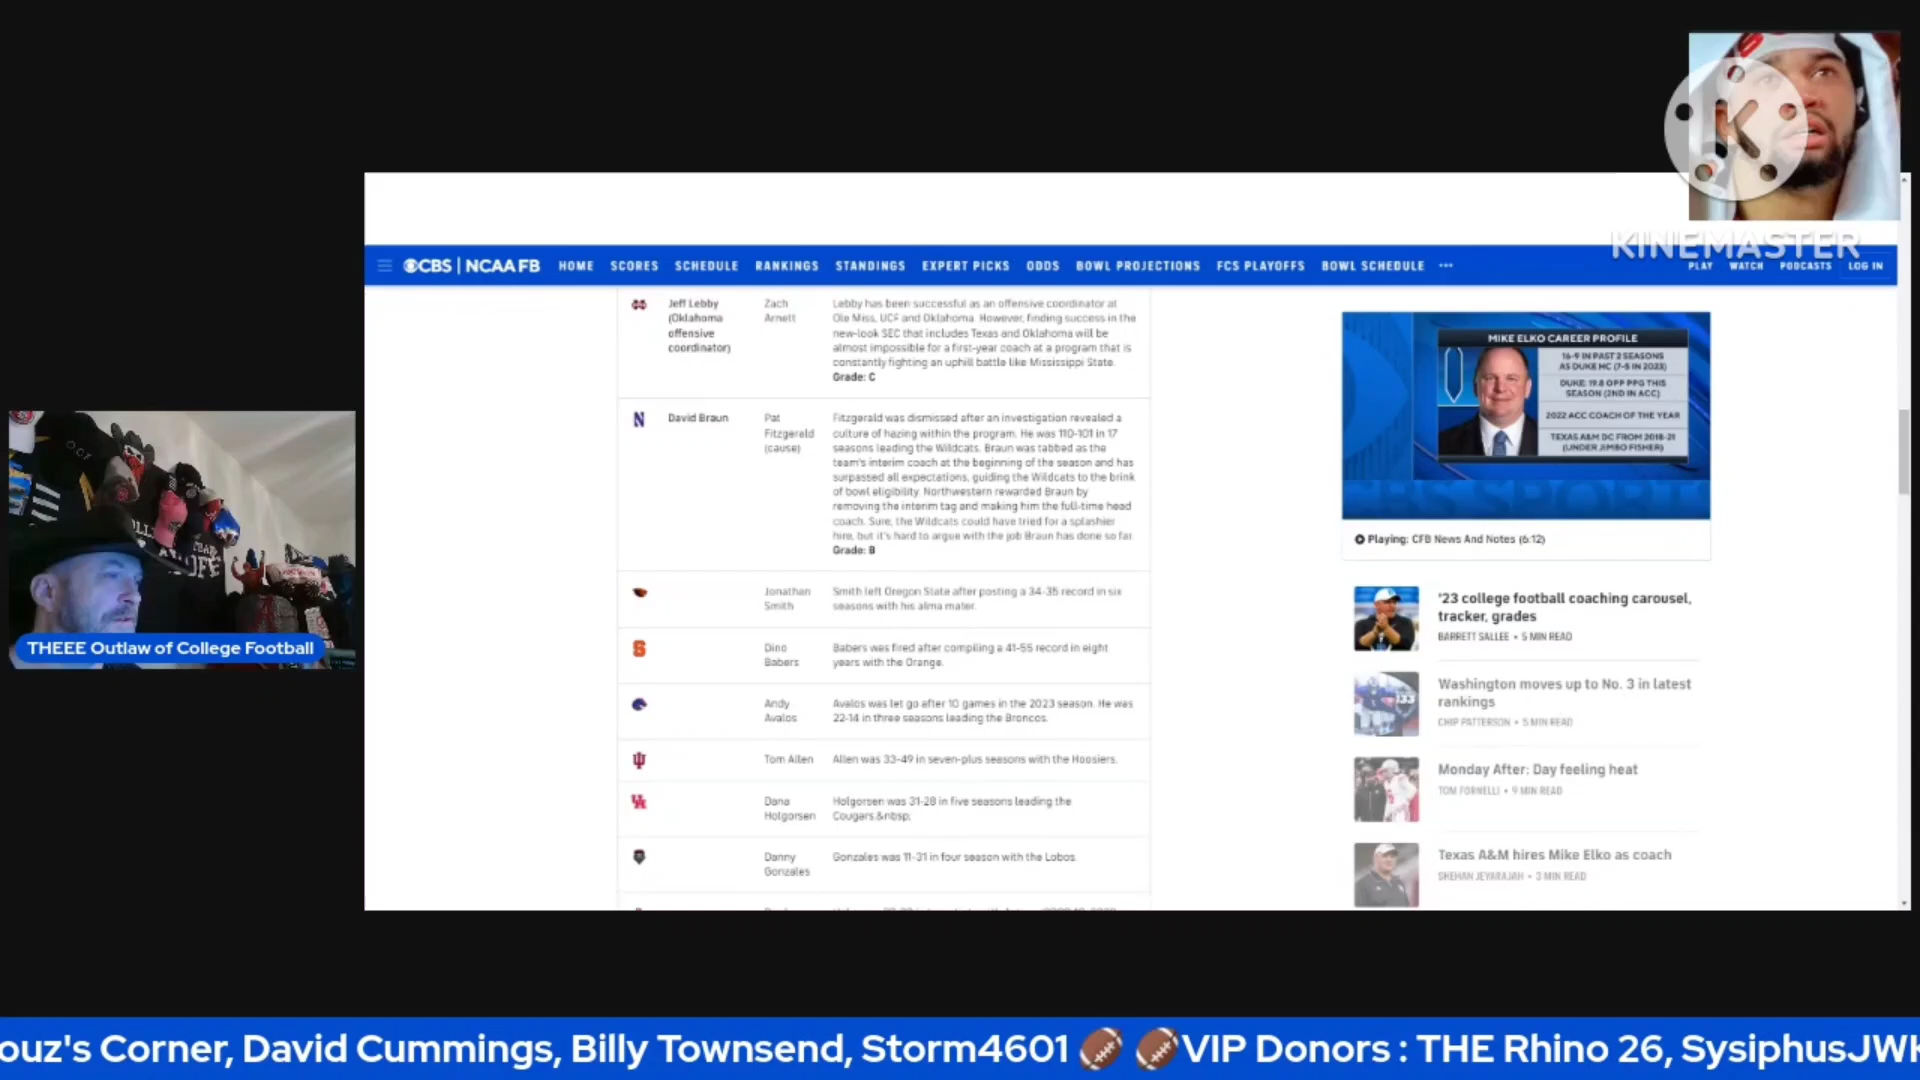 KINEMASTER
CBS | NCAA FB HOME SCORES SCHEDULE RANKINGS STANDINGS EXPERT PICKS ODDS BOWL PROJECTIONS FCS PLAYOFFS BOWL SCHEDULE ••• PLAY WATCH PODCASTS LOG IN
Jeff Lebby
(Oklahoma
offensive
coordinator)
Zach
Arnett
Lebby has been successful as an offensive coordinator at
Ole Miss, UCF and Oklahoma. However, finding success in the
new-look SEC that includes Texas and Oklahoma will be
almost impossible for a first-year coach at a program that is
constantly fighting an uphill battle like Mississippi State.
Grade: C
David Braun
Pat
Fitzgerald
(cause)
Fitzgerald was dismissed after an investigation revealed a
culture of hazing within the program. He was 110-101 in 17
seasons leading the Wildcats. Braun was tabbed as the
team's interim coach at the beginning of the season and has
surpassed all expectations, guiding the Wildcats to the brink
of bowl eligibility. Northwestern rewarded Braun by
removing the interim tag and making him the full-time head
coach. Sure, the Wildcats could have tried for a splashier
hire, but it's hard to argue with the job Braun has done so far.
Grade: B
Jonathan
Smith
Smith left Oregon State after posting a 34-35 record in six
seasons with his alma mater.
Dino
Babers
Babers was fired after compiling a 41-55 record in eight
years with the Orange.
Andy
Avalos
Avalos was let go after 10 games in the 2023 season. He was
22-14 in three seasons leading the Broncos.
Tom Allen
Allen was 33-49 in seven-plus seasons with the Hoosiers.
Dana
Holgorsen
Holgorsen was 31-28 in five seasons leading the
Cougars.&nbsp;
Danny
Gonzales
Gonzales was 11-31 in four season with the Lobos.
MIKE ELKO CAREER PROFILE
16-9 IN PAST 2 SEASONS
AS DUKE HC (7-5 IN 2023)
DUKE: 19.8 OPP PPG THIS
SEASON (2ND IN ACC)
2022 ACC COACH OF THE YEAR
TEXAS A&M DC FROM 2018-21
(UNDER JIMBO FISHER)
Playing: CFB News And Notes (6:12)
'23 college football coaching carousel,
tracker, grades
BARRETT SALLEE • 5 MIN READ
Washington moves up to No. 3 in latest
rankings
CHIP PATTERSON • 5 MIN READ
Monday After: Day feeling heat
TOM FORNELLI • 9 MIN READ
Texas A&M hires Mike Elko as coach
SHEHAN JEYARAJAH • 3 MIN READ
THEEE Outlaw of College Football
ouz's Corner, David Cummings, Billy Townsend, Storm4601 🏈 🏈VIP Donors : THE Rhino 26, SysiphusJWK